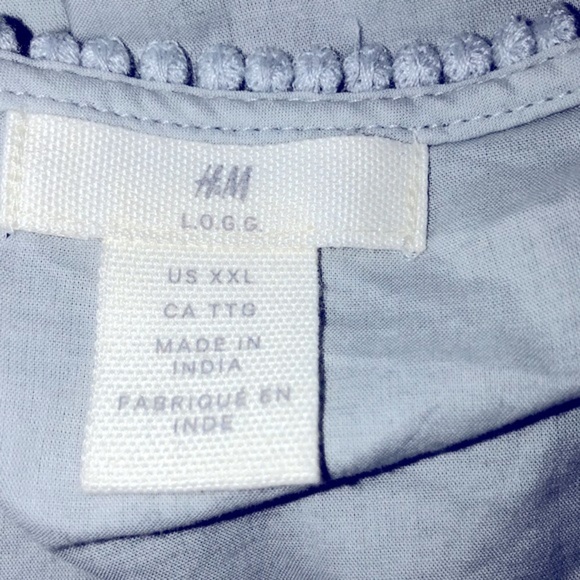 H&M
L.O.G.G.
US XXL
CA TTG
MADE IN
INDIA
FABRIQUÉ EN
INDE